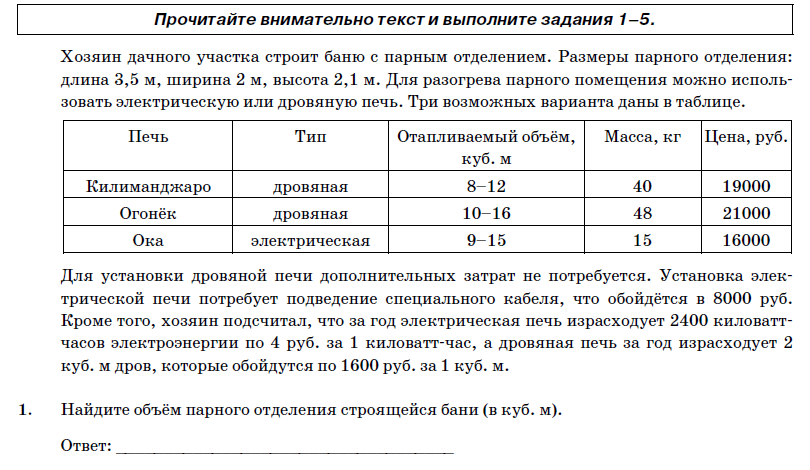 Прочитайте внимательно текст и выполните задания 1–5.
Хозяин дачного участка строит баню с парным отделением. Размеры парного отделения:
длина 3,5 м, ширина 2 м, высота 2,1 м. Для разогрева парного помещения можно исполь-
зовать электрическую или дровяную печь. Три возможных варианта даны в таблице.
Печь Тип Отапливаемый объём, Масса, кг Цена, руб.
куб. м
Килиманджаро дровяная 8–12 40 19000
Огонёк дровяная 10–16 48 21000
Ока электрическая 9–15 15 16000
Для установки дровяной печи дополнительных затрат не потребуется. Установка элек-
трической печи потребует подведение специального кабеля, что обойдётся в 8000 руб.
Кроме того, хозяин подсчитал, что за год электрическая печь израсходует 2400 киловатт-
часов электроэнергии по 4 руб. за 1 киловатт-час, а дровяная печь за год израсходует 2
куб. м дров, которые обойдутся по 1600 руб. за 1 куб. м.
1. Найдите объём парного отделения строящейся бани (в куб. м).
Ответ: